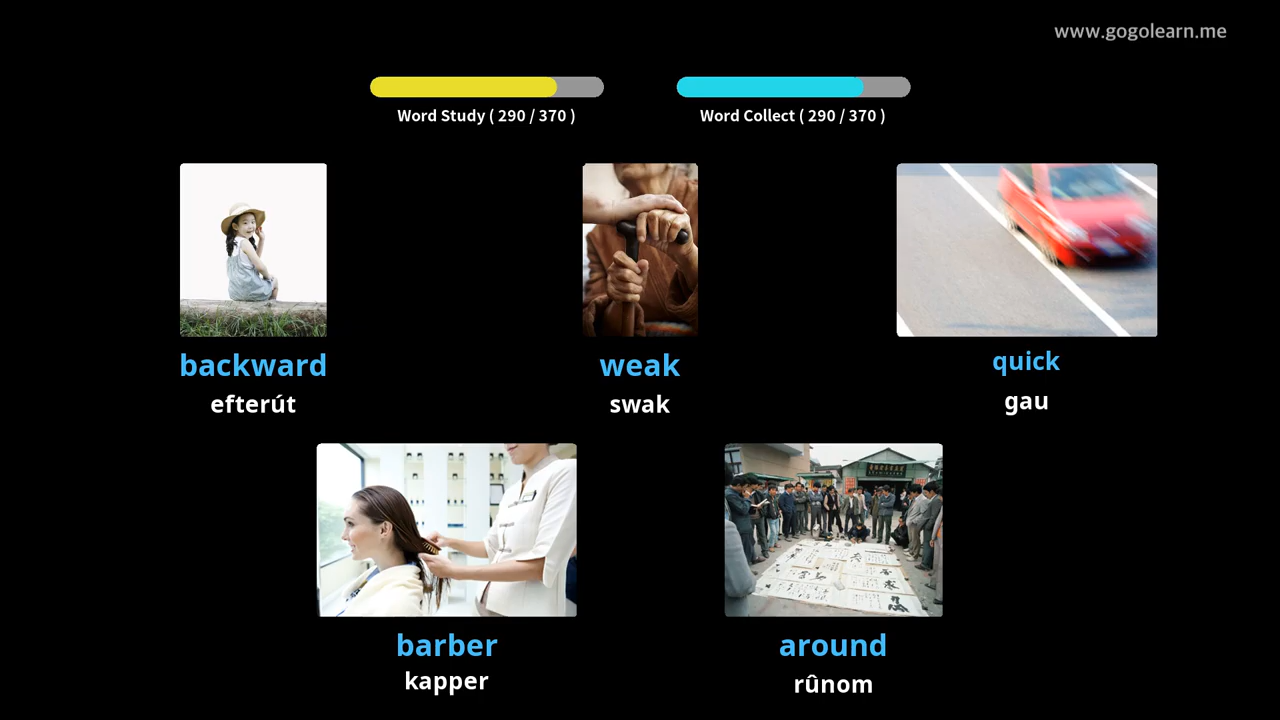 www.gogolearn.me
Word Study ( 290 / 370 )
Word Collect ( 290 / 370 )
backward
efterút
weak
swak
quick
gau
barber
kapper
around
rûnom